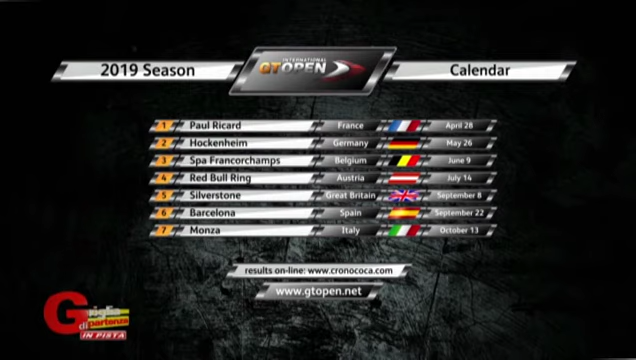 2019 Season
INTERNATIONAL
GT OPEN
Calendar
1 Paul Ricard France April 28
2 Hockenheim Germany May 26
3 Spa Francorchamps Belgium June 9
4 Red Bull Ring Austria July 14
5 Silverstone Great Britain September 8
6 Barcelona Spain September 22
7 Monza Italy October 13
results on-line: www.cronococa.com
www.gtopen.net
Griglia
di partenza
IN PISTA